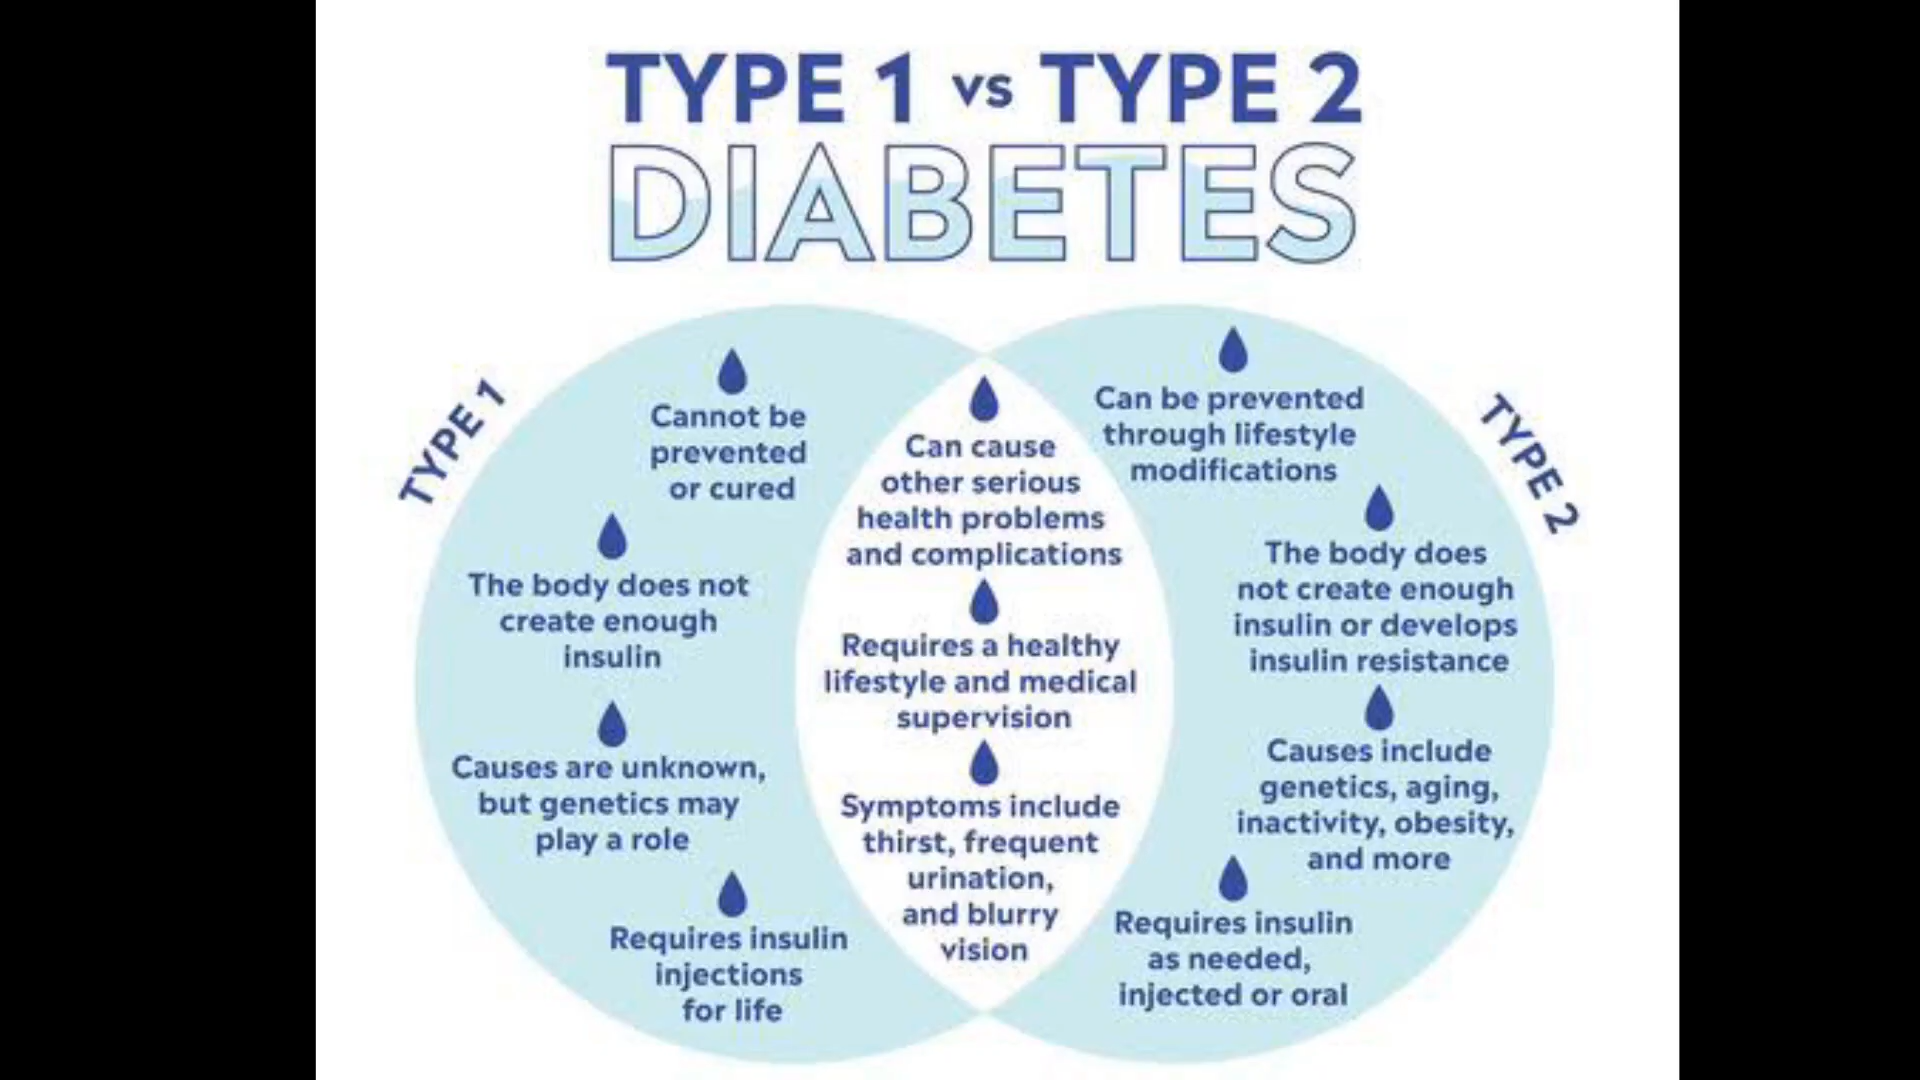 TYPE 1 vs TYPE 2
DIABETES
TYPE 1
Cannot be
prevented
or cured
The body does not
create enough
insulin
Causes are unknown,
but genetics may
play a role
Requires insulin
injections
for life
Can cause
other serious
health problems
and complications
Requires a healthy
lifestyle and medical
supervision
Symptoms include
thirst, frequent
urination,
and blurry
vision
TYPE 2
Can be prevented
through lifestyle
modifications
The body does
not create enough
insulin or develops
insulin resistance
Causes include
genetics, aging,
inactivity, obesity,
and more
Requires insulin
as needed,
injected or oral